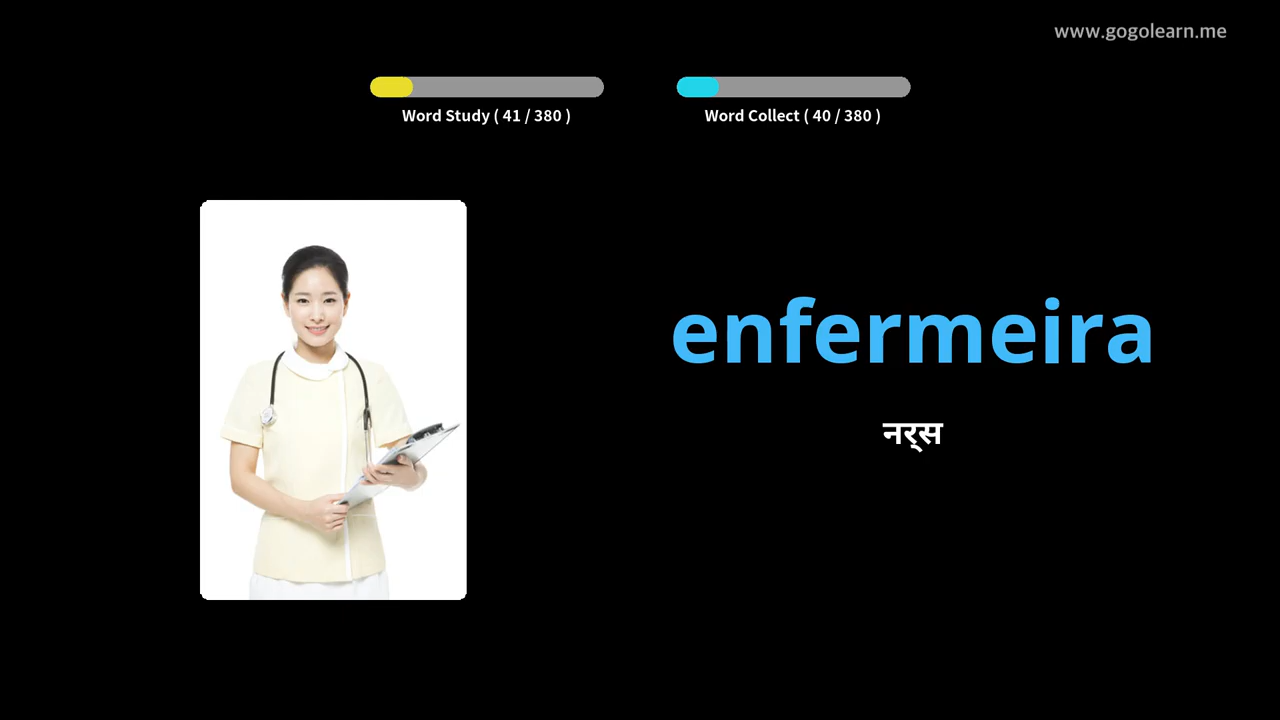 www.gogolearn.me
Word Study ( 41 / 380 )
Word Collect ( 40 / 380 )
enfermeira
नर्स